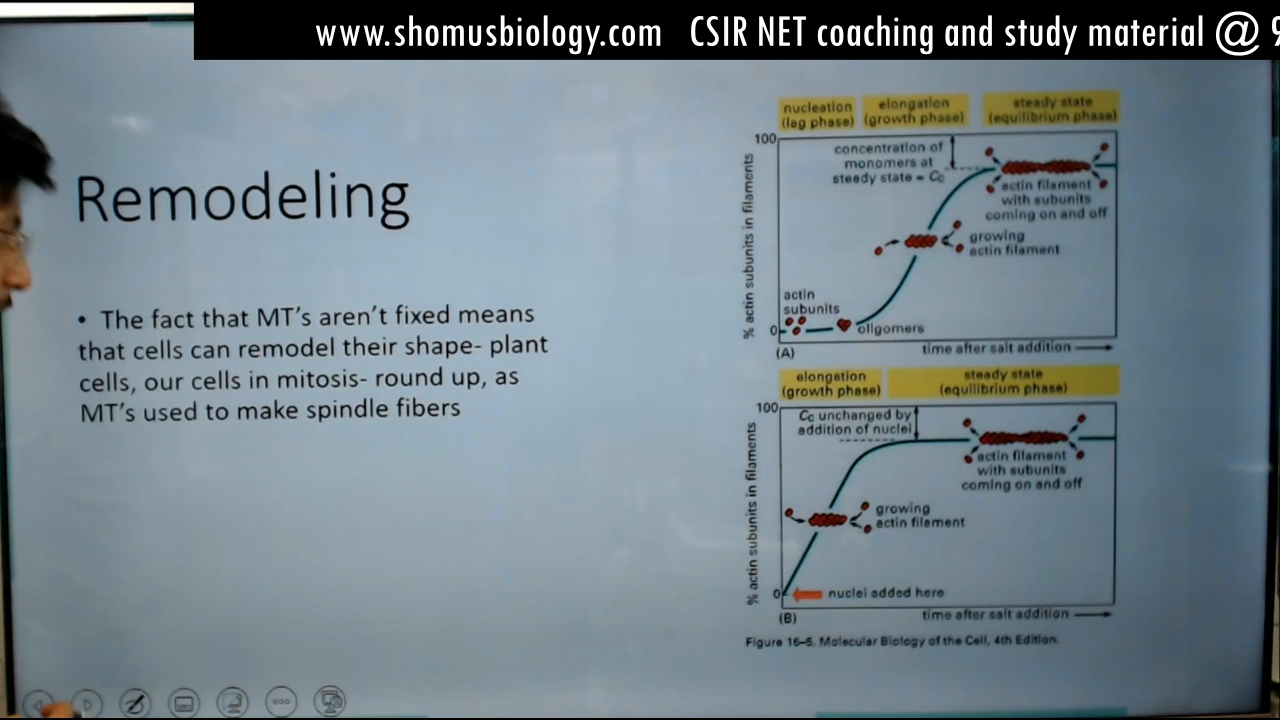 www.shomusbiology.com CSIR NET coaching and study material @ 9
Remodeling
• The fact that MT's aren't fixed means
that cells can remodel their shape- plant
cells, our cells in mitosis- round up, as
MT's used to make spindle fibers
nucleation
(lag phase)
elongation
(growth phase)
steady state
(equilibrium phase)
100
concentration of
monomers at
steady state = Cc
actin filament
with subunits
coming on and off
growing
actin filament
actin
subunits
oligomers
0
% actin subunits in filaments
(A)
time after salt addition
elongation
(growth phase)
steady state
(equilibrium phase)
100
Cc unchanged by
addition of nuclei
actin filament
with subunits
coming on and off
growing
actin filament
0
nuclei added here
% actin subunits in filaments
(B)
time after salt addition
Figure 16–5. Molecular Biology of the Cell, 4th Edition.